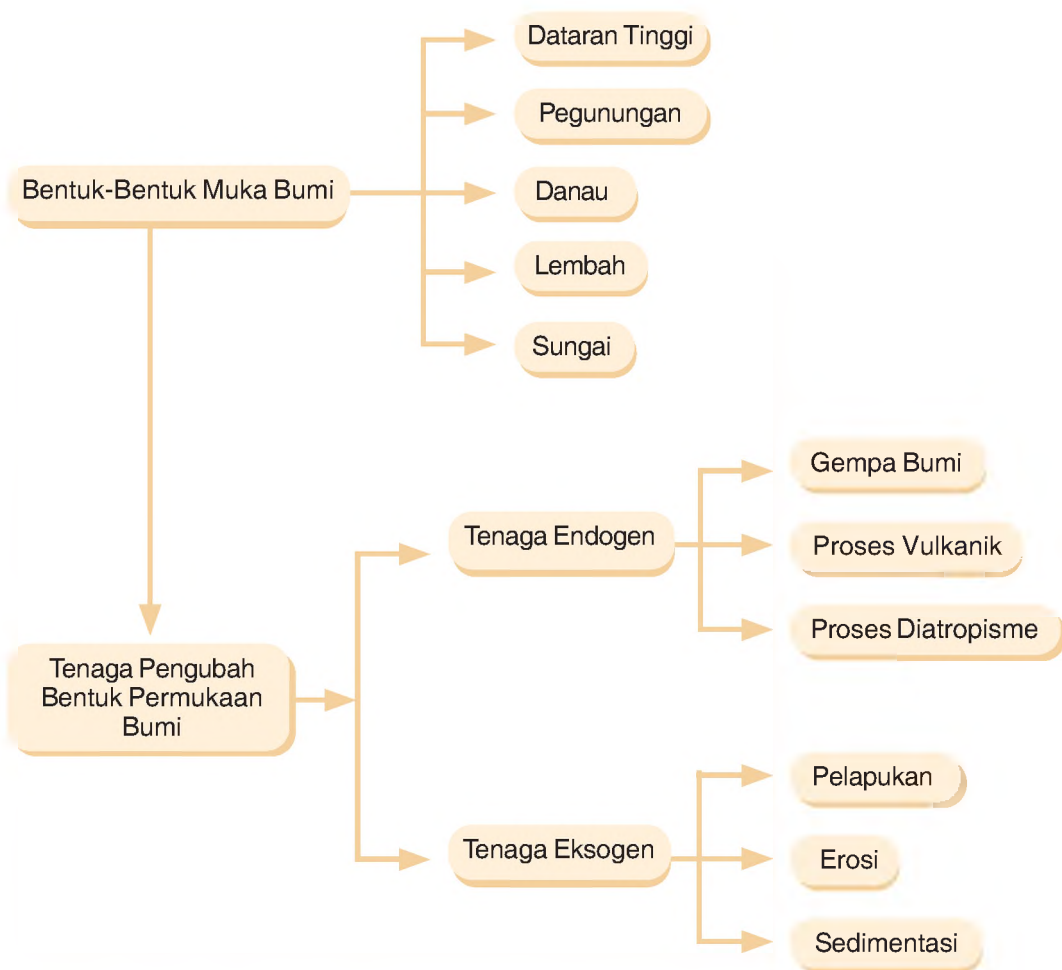 Dataran Tinggi
Pegunungan
Bentuk-Bentuk Muka Bumi
Danau
Lembah
Sungai
Gempa Bumi
Tenaga Endogen
Proses Vulkanik
Proses Diatropisme
Tenaga Pengubah
Bentuk Permukaan
Bumi
Pelapukan
Tenaga Eksogen
Erosi
Sedimentasi